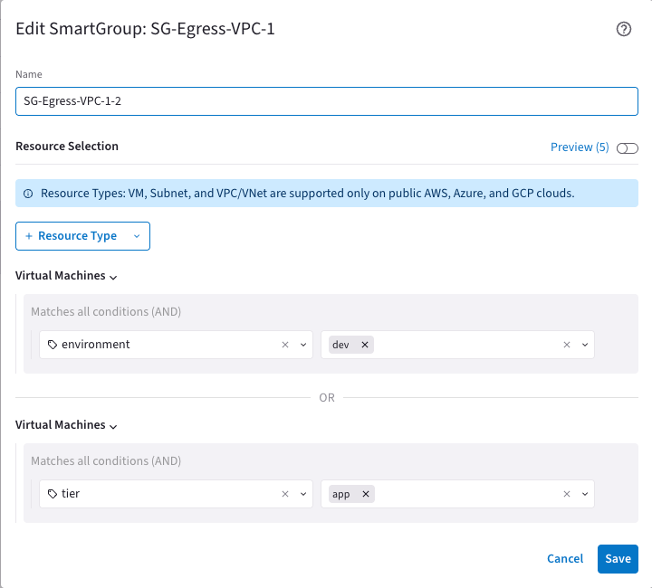 Edit SmartGroup: SG-Egress-VPC-1
Name
SG-Egress-VPC-1-2
Resource Selection
Preview (5)
Resource Types: VM, Subnet, and VPC/VNet are supported only on public AWS, Azure, and GCP clouds.
+ Resource Type
Virtual Machines
Matches all conditions (AND)
environment
dev
OR
Virtual Machines
Matches all conditions (AND)
tier
app
Cancel
Save